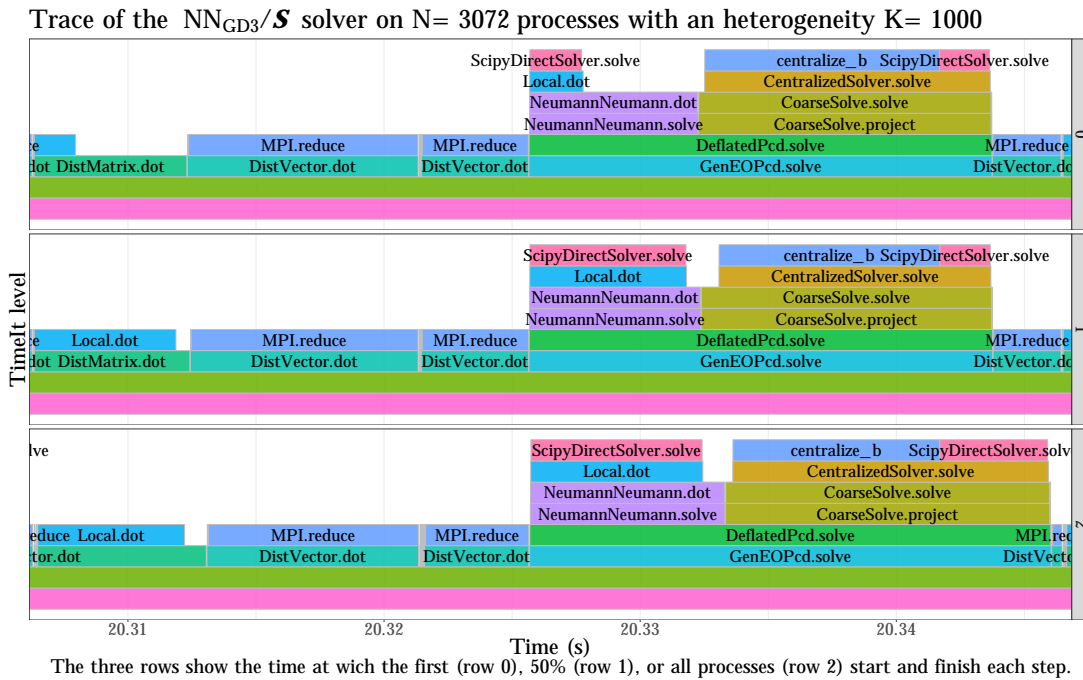 Trace of the NN_GD3/S solver on N= 3072 processes with an heterogeneity K= 1000
TimeIt level
ScipyDirectSolver.solve centralize_b ScipyDirectSolver.solve
Local.dot CentralizedSolver.solve
NeumannNeumann.dot CoarseSolve.solve
NeumannNeumann.solve CoarseSolve.project
ce MPI.reduce MPI.reduce DeflatedPcd.solve MPI.reduce
dot DistMatrix.dot DistVector.dot DistVector.dot GenEOPcd.solve DistVector.dot
0
ScipyDirectSolver.solve centralize_b ScipyDirectSolver.solve
Local.dot CentralizedSolver.solve
NeumannNeumann.dot CoarseSolve.solve
NeumannNeumann.solve CoarseSolve.project
ce Local.dot MPI.reduce MPI.reduce DeflatedPcd.solve MPI.reduce
dot DistMatrix.dot DistVector.dot DistVector.dot GenEOPcd.solve DistVector.dot
1
lve ScipyDirectSolver.solve centralize_b ScipyDirectSolver.solv
Local.dot CentralizedSolver.solve
NeumannNeumann.dot CoarseSolve.solve
NeumannNeumann.solve CoarseSolve.project
educe Local.dot MPI.reduce MPI.reduce DeflatedPcd.solve MPI.red
tor.dot DistVector.dot DistVector.dot GenEOPcd.solve DistVecto
2
20.31 20.32 20.33 20.34
Time (s)
The three rows show the time at wich the first (row 0), 50% (row 1), or all processes (row 2) start and finish each step.